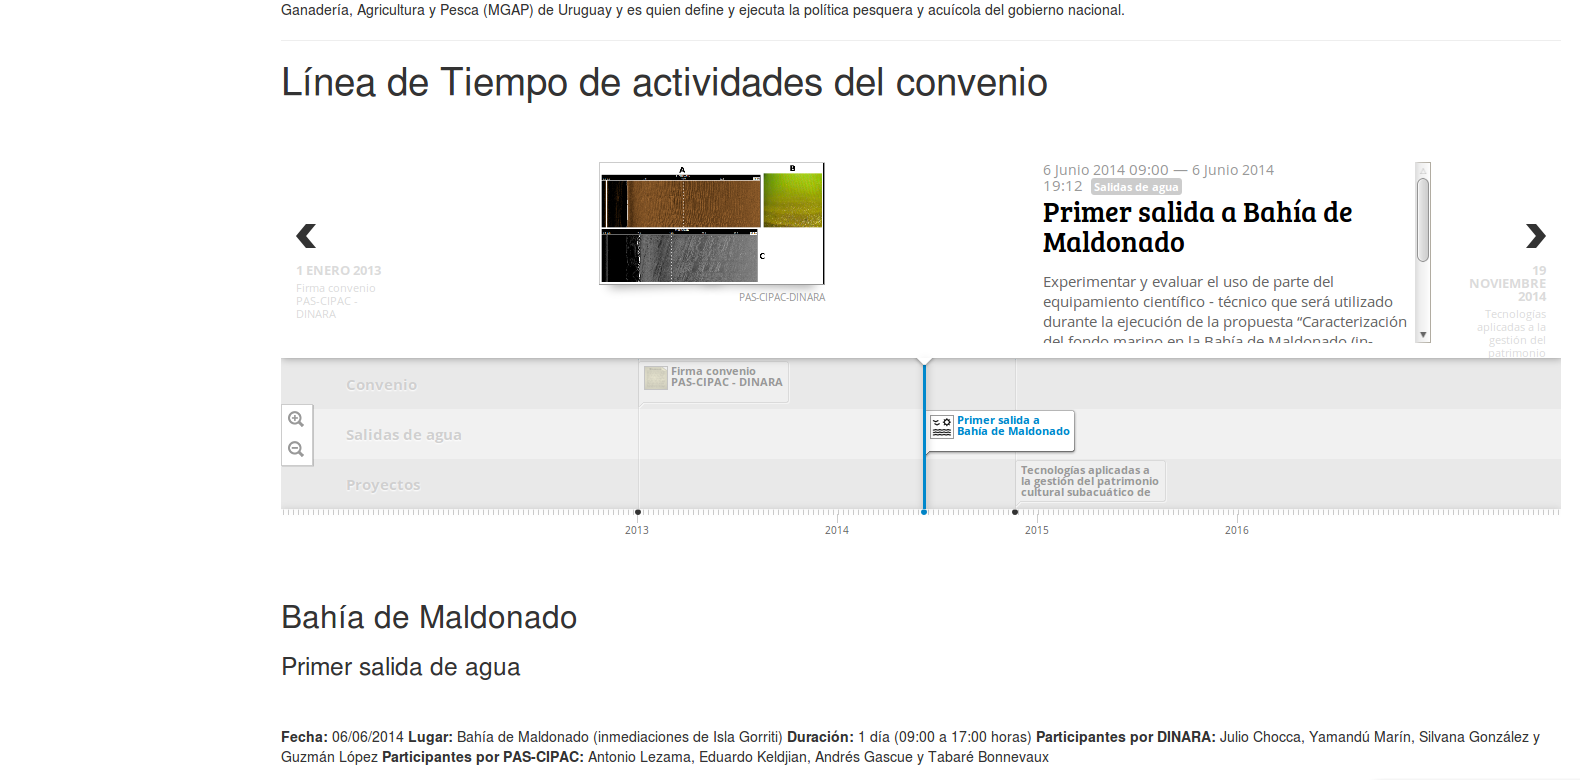 Ganadería, Agricultura y Pesca (MGAP) de Uruguay y es quien define y ejecuta la política pesquera y acuícola del gobierno nacional.
Línea de Tiempo de actividades del convenio
A
B
C
PAS-CIPAC-DINARA
6 Junio 2014 09:00 — 6 Junio 2014
19:12 Salidas de agua
Primer salida a Bahía de
Maldonado
Experimentar y evaluar el uso de parte del
equipamiento científico - técnico que será utilizado
durante la ejecución de la propuesta “Caracterización
del fondo marino en la Bahía de Maldonado (in-
1 ENERO 2013
Firma convenio
PAS-CIPAC -
DINARA
19
NOVIEMBRE
2014
Tecnologías
aplicadas a la
gestión del
patrimonio
Convenio
Firma convenio
PAS-CIPAC - DINARA
Salidas de agua
Primer salida a
Bahía de Maldonado
Proyectos
Tecnologías aplicadas a
la gestión del patrimonio
cultural subacuático de
2013
2014
2015
2016
Bahía de Maldonado
Primer salida de agua
Fecha: 06/06/2014 Lugar: Bahía de Maldonado (inmediaciones de Isla Gorriti) Duración: 1 día (09:00 a 17:00 horas) Participantes por DINARA: Julio Chocca, Yamandú Marín, Silvana González y
Guzmán López Participantes por PAS-CIPAC: Antonio Lezama, Eduardo Keldjian, Andrés Gascue y Tabaré Bonnevaux